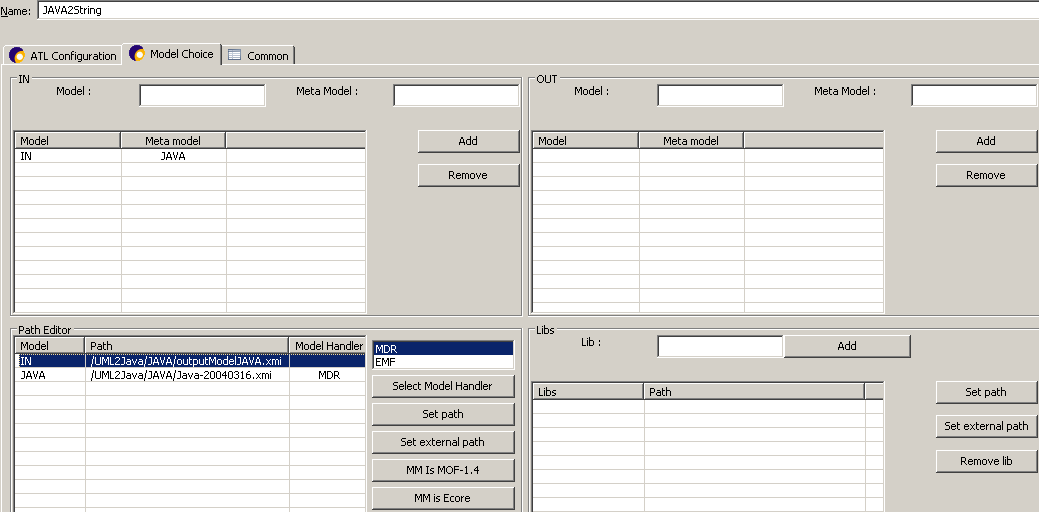 Name: JAVA2String
ATL Configuration Model Choice Common
IN
Model : Meta Model :
Model Meta model
IN JAVA
Add
Remove
OUT
Model : Meta Model :
Model Meta model
Add
Remove
Path Editor
Model Path Model Handler
IN /UML2Java/JAVA/outputModelJAVA.xmi
JAVA /UML2Java/JAVA/Java-20040316.xmi MDR
MDR
EMF
Select Model Handler
Set path
Set external path
MM Is MOF-1.4
MM is Ecore
Libs
Lib : Add
Libs Path
Set path
Set external path
Remove lib